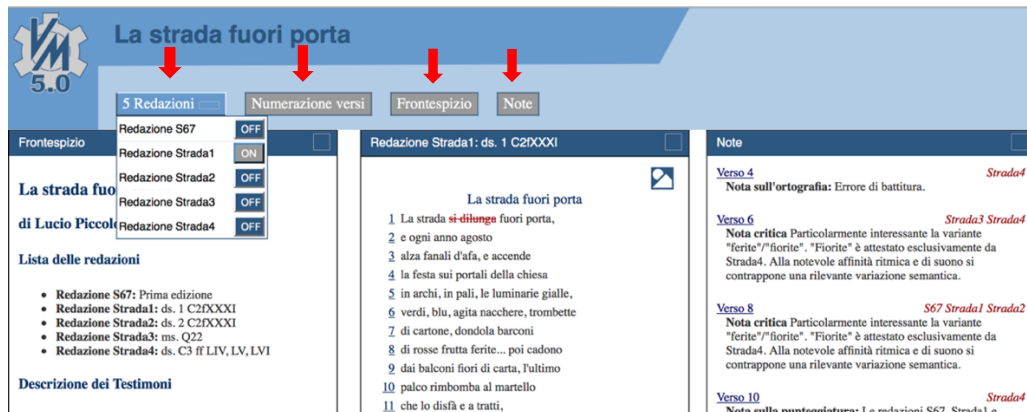 La strada fuori porta
VM
5.0
5 Redazioni
Numerazione versi
Frontespizio
Note
Redazione S67 OFF
Redazione Strada1 ON
Redazione Strada2 OFF
Redazione Strada3 OFF
Redazione Strada4 OFF
Frontespizio
La strada fuo
di Lucio Piccol
Lista delle redazioni
• Redazione S67: Prima edizione
• Redazione Strada1: ds. 1 C2fXXXI
• Redazione Strada2: ds. 2 C2fXXXI
• Redazione Strada3: ms. Q22
• Redazione Strada4: ds. C3 ff LIV, LV, LVI
Descrizione dei Testimoni
Redazione Strada1: ds. 1 C2fXXXI
La strada fuori porta
1 La strada si dilunga fuori porta,
2 e ogni anno agosto
3 alza fanali d'afa, e accende
4 la festa sui portali della chiesa
5 in archi, in pali, le luminarie gialle,
6 verdi, blu, agita nacchere, trombette
7 di cartone, dondola barconi
8 di rosse frutta ferite... poi cadono
9 dai balconi fiori di carta, l'ultimo
10 palco rimbomba al martello
11 che lo disfà e a tratti,
Note
Verso 4 Strada4
Nota sull'ortografia: Errore di battitura.
Verso 6 Strada3 Strada4
Nota critica Particolarmente interessante la variante
"ferite"/"fiorite". "Fiorite" è attestato esclusivamente da
Strada4. Alla notevole affinità ritmica e di suono si
contrappone una rilevante variazione semantica.
Verso 8 S67 Strada1 Strada2
Nota critica Particolarmente interessante la variante
"ferite"/"fiorite". "Fiorite" è attestato esclusivamente da
Strada4. Alla notevole affinità ritmica e di suono si
contrappone una rilevante variazione semantica.
Verso 10 Strada4
Nota sulla punteggiatura: Le redazioni S67, Strada1 e